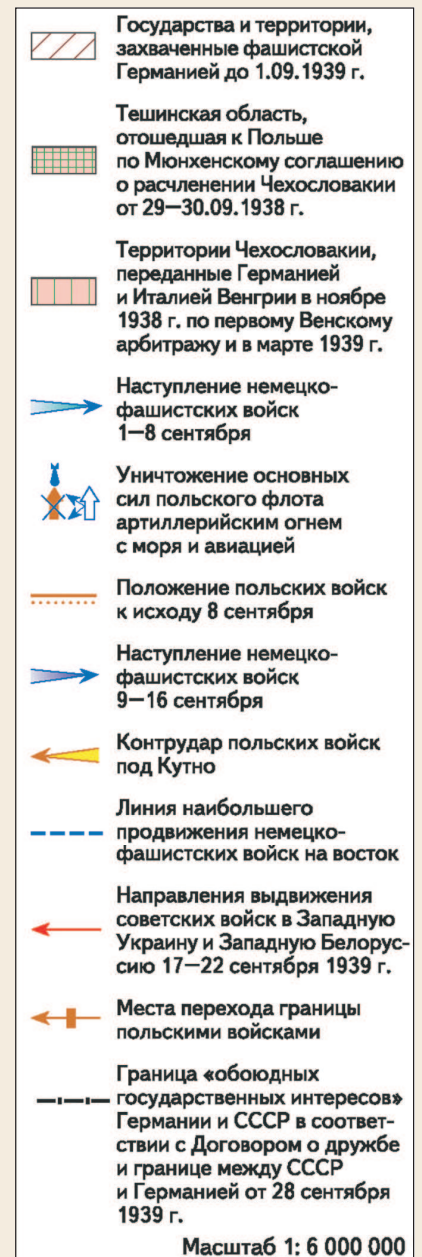 Государства и территории,
захваченные фашистской
Германией до 1.09.1939 г.
Тешинская область,
отошедшая к Польше
по Мюнхенскому соглашению
о расчленении Чехословакии
от 29—30.09.1938 г.
Территории Чехословакии,
переданные Германией
и Италией Венгрии в ноябре
1938 г. по первому Венскому
арбитражу и в марте 1939 г.
Наступление немецко-
фашистских войск
1—8 сентября
Уничтожение основных
сил польского флота
артиллерийским огнем
с моря и авиацией
Положение польских войск
к исходу 8 сентября
Наступление немецко-
фашистских войск
9—16 сентября
Контрудар польских войск
под Кутно
Линия наибольшего
продвижения немецко-
фашистских войск на восток
Направления выдвижения
советских войск в Западную
Украину и Западную Белорус-
сию 17—22 сентября 1939 г.
Места перехода границы
польскими войсками
Граница «обоюдных
государственных интересов»
Германии и СССР в соответ-
ствии с Договором о дружбе
и границе между СССР
и Германией от 28 сентября
1939 г.
Масштаб 1: 6 000 000